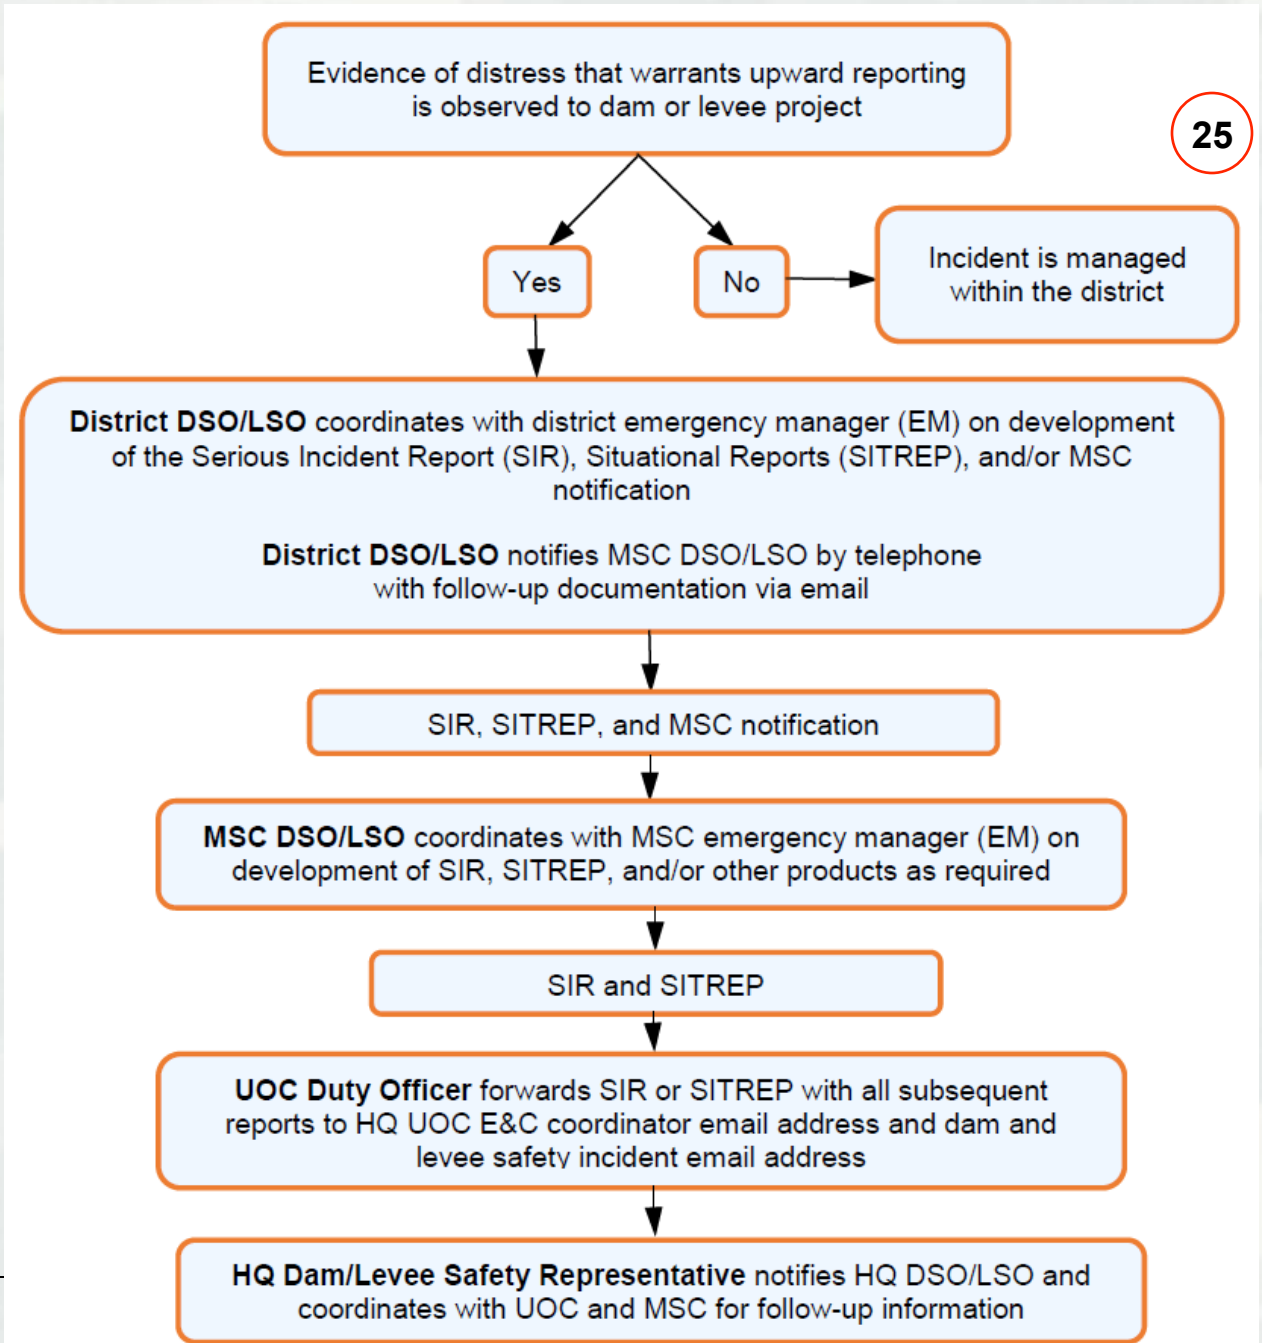 Evidence of distress that warrants upward reporting
is observed to dam or levee project
25
Yes
No
Incident is managed
within the district
District DSO/LSO coordinates with district emergency manager (EM) on development
of the Serious Incident Report (SIR), Situational Reports (SITREP), and/or MSC
notification
District DSO/LSO notifies MSC DSO/LSO by telephone
with follow-up documentation via email
SIR, SITREP, and MSC notification
MSC DSO/LSO coordinates with MSC emergency manager (EM) on
development of SIR, SITREP, and/or other products as required
SIR and SITREP
UOC Duty Officer forwards SIR or SITREP with all subsequent
reports to HQ UOC E&C coordinator email address and dam and
levee safety incident email address
HQ Dam/Levee Safety Representative notifies HQ DSO/LSO and
coordinates with UOC and MSC for follow-up information